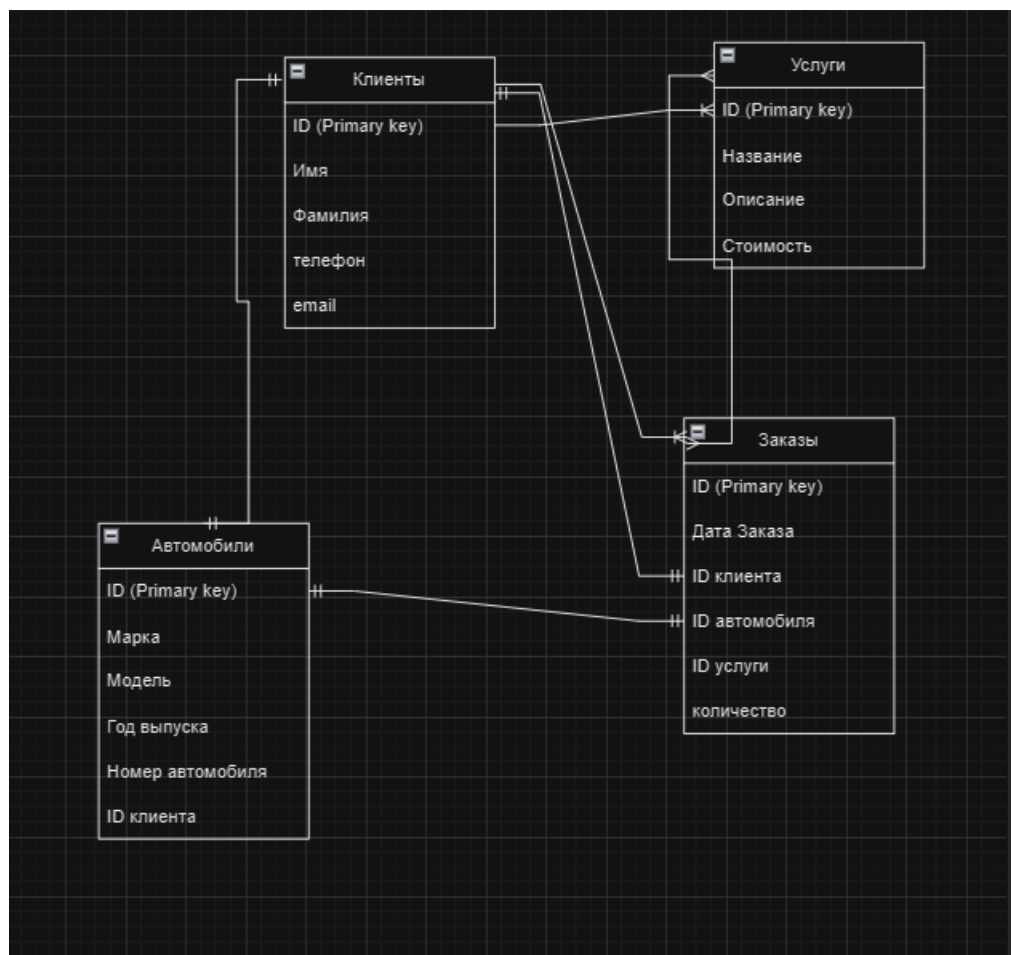 Клиенты
ID (Primary key)
Имя
Фамилия
телефон
email
Услуги
ID (Primary key)
Название
Описание
Стоимость
Заказы
ID (Primary key)
Дата Заказа
ID клиента
ID автомобиля
ID услуги
количество
Автомобили
ID (Primary key)
Марка
Модель
Год выпуска
Номер автомобиля
ID клиента